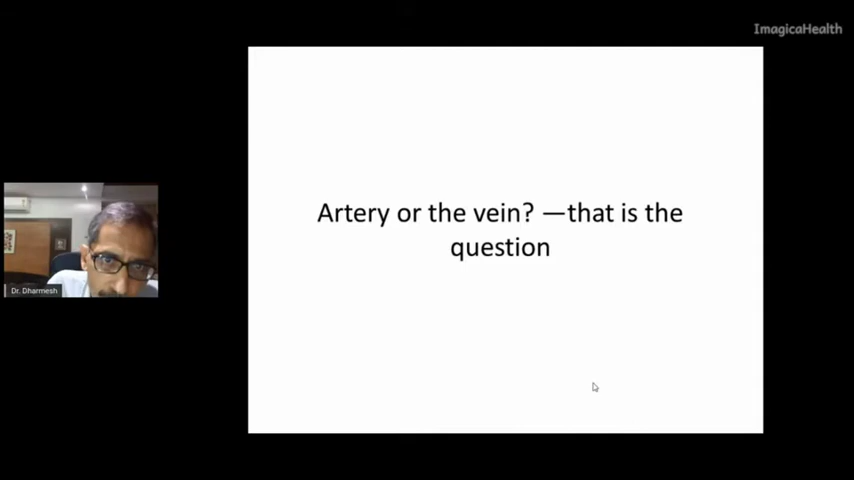 ImagicaHealth
Artery or the vein? —that is the
question
Dr. Dharmesh